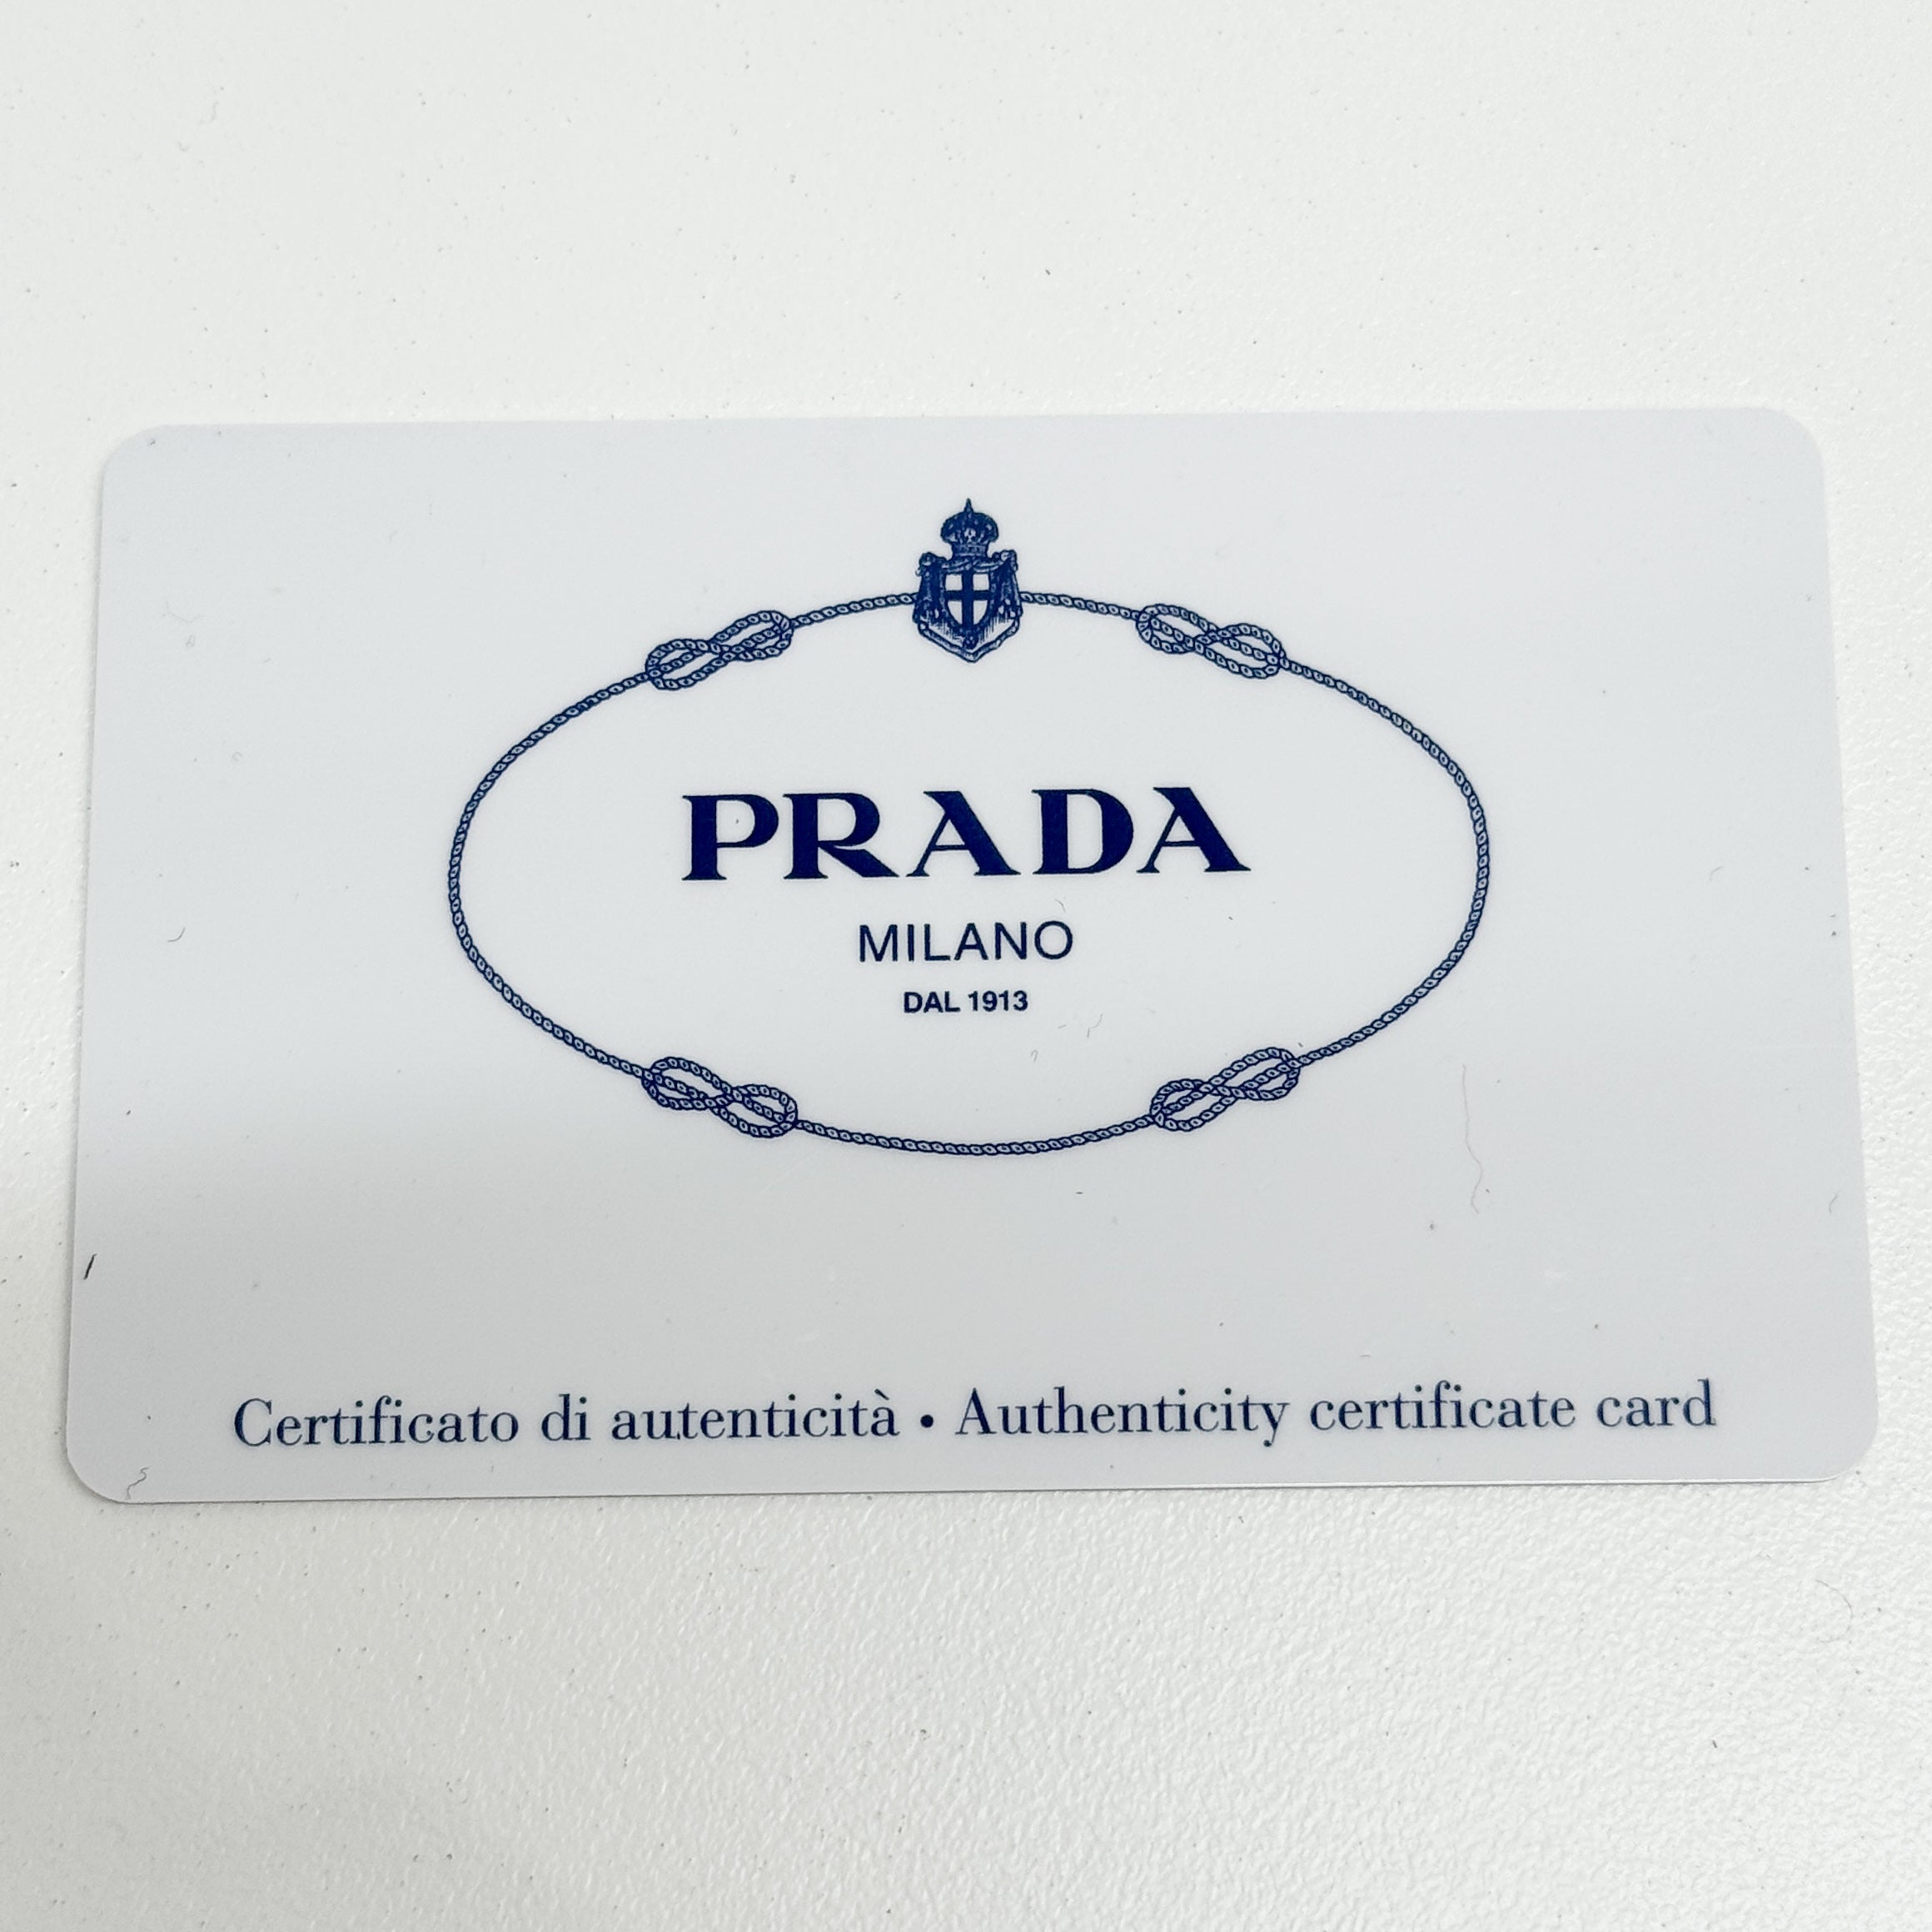 PRADA
MILANO
DAL 1913
Certificato di autenticità • Authenticity certificate card